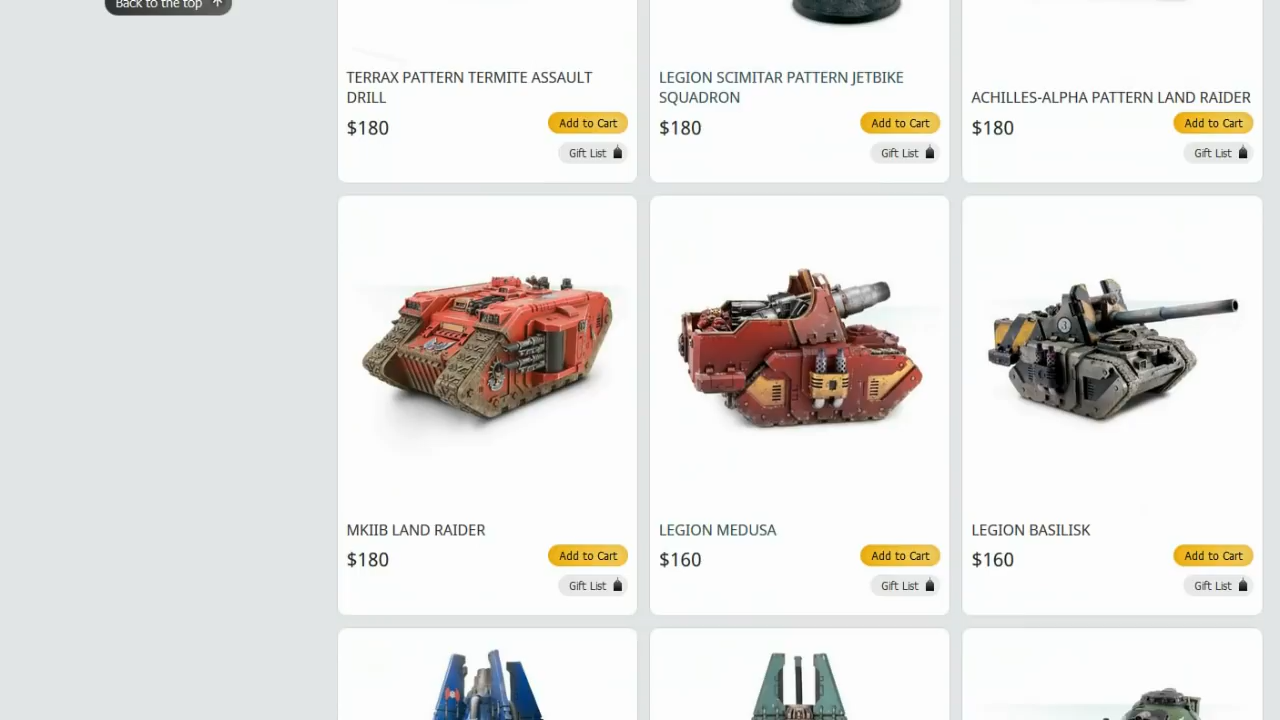 Back to the top ↑
TERRAX PATTERN TERMITE ASSAULT
DRILL
$180
Add to Cart
Gift List
LEGION SCIMITAR PATTERN JETBIKE
SQUADRON
$180
Add to Cart
Gift List
ACHILLES-ALPHA PATTERN LAND RAIDER
$180
Add to Cart
Gift List
MKIIB LAND RAIDER
$180
Add to Cart
Gift List
LEGION MEDUSA
$160
Add to Cart
Gift List
LEGION BASILISK
$160
Add to Cart
Gift List